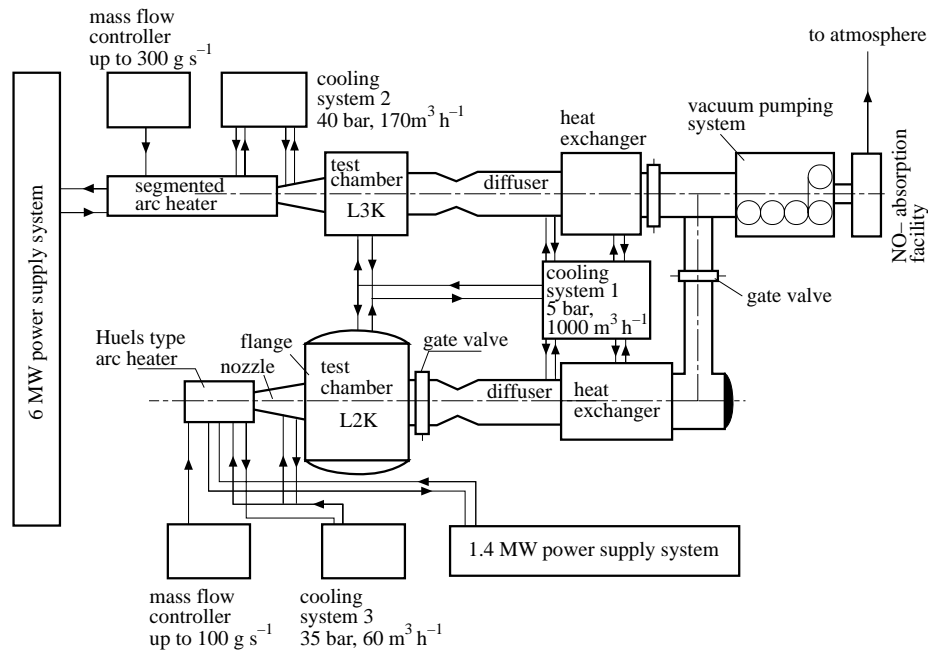 mass flow
controller
up to 300 g s⁻¹
cooling
system 2
40 bar, 170m³ h⁻¹
to atmosphere
vacuum pumping
system
heat
exchanger
test
chamber
L3K
diffuser
segmented
arc heater
NO– absorption
facility
6 MW power supply system
cooling
system 1
5 bar,
1000 m³ h⁻¹
gate valve
Huels type
arc heater
flange
nozzle
test
chamber
L2K
gate valve
diffuser
heat
exchanger
1.4 MW power supply system
mass flow
controller
up to 100 g s⁻¹
cooling
system 3
35 bar, 60 m³ h⁻¹